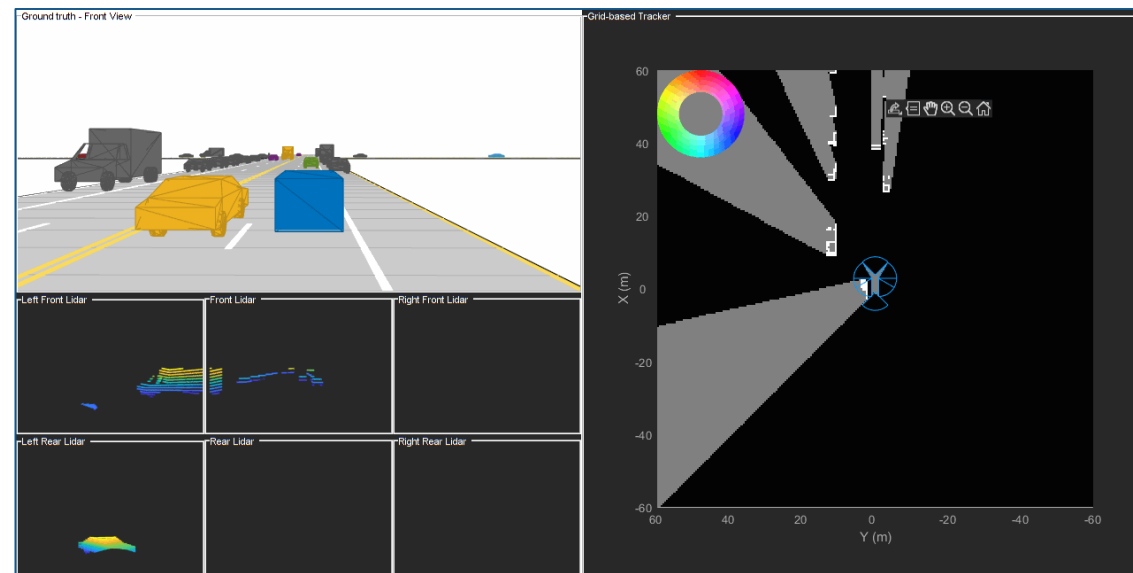 Ground truth - Front View
Grid-based Tracker
Left Front Lidar
Front Lidar
Right Front Lidar
Left Rear Lidar
Rear Lidar
Right Rear Lidar
60
40
20
0
-20
-40
-60
X (m)
60
40
20
0
-20
-40
-60
Y (m)